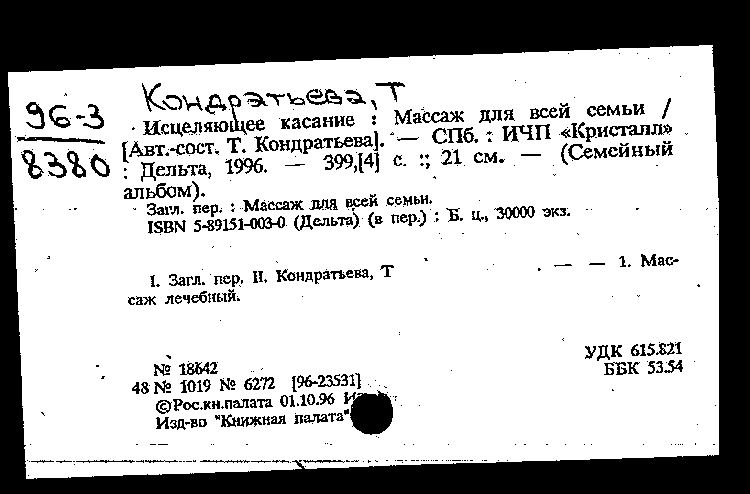 Кондратьева, Т
96-3
8380
Исцеляющее касание : Массаж для всей семьи /
[Авт.-сост. Т. Кондратьева]. — СПб. : ИЧП «Кристалл»
: Дельта, 1996. — 399,[4] с. :; 21 см. — (Семейный
альбом).
Загл. пер. : Массаж для всей семьи.
ISBN 5-89151-003-0 (Дельта) (в пер.) : Б. ц., 30000 экз.
I. Загл. пер. II. Кондратьева, Т — — 1. Мас-
саж лечебный.
УДК 615.821
№ 18642 ББК 53.54
48 № 1019 № 6272 [96-23531]
©Рос.кн.палата 01.10.96
Изд-во "Книжная палата"